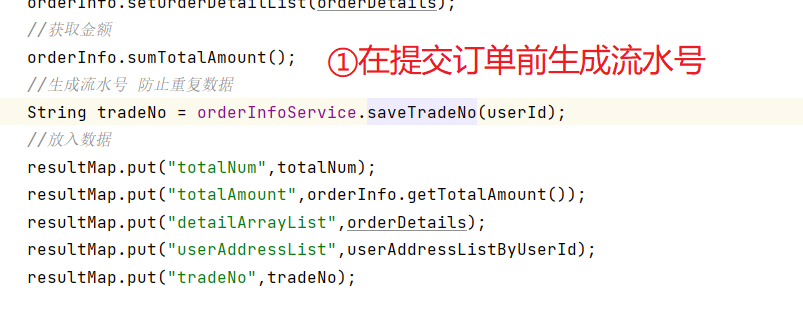 orderInfo.setOrderDetailList(orderDetails);
//获取金额
orderInfo.sumTotalAmount();
①在提交订单前生成流水号
//生成流水号 防止重复数据
String tradeNo = orderInfoService.saveTradeNo(userId);
//放入数据
resultMap.put("totalNum",totalNum);
resultMap.put("totalAmount",orderInfo.getTotalAmount());
resultMap.put("detailArrayList",orderDetails);
resultMap.put("userAddressList",userAddressListByUserId);
resultMap.put("tradeNo",tradeNo);